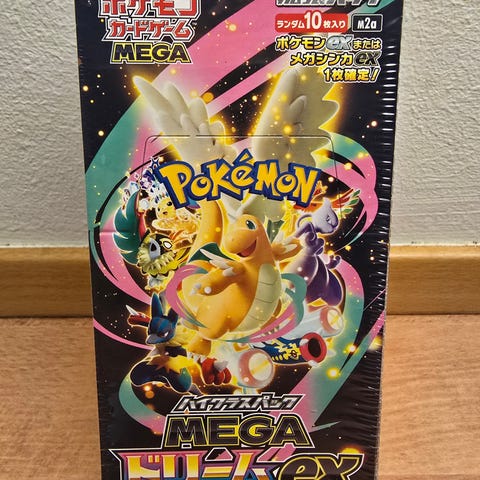 ポケモン
カードゲーム
MEGA
ランダム10枚入り
M2a
ポケモンexまたは
メガシンカex
1枚確定!
POKéMON
ハイクラスパック
MEGA
ドリームex